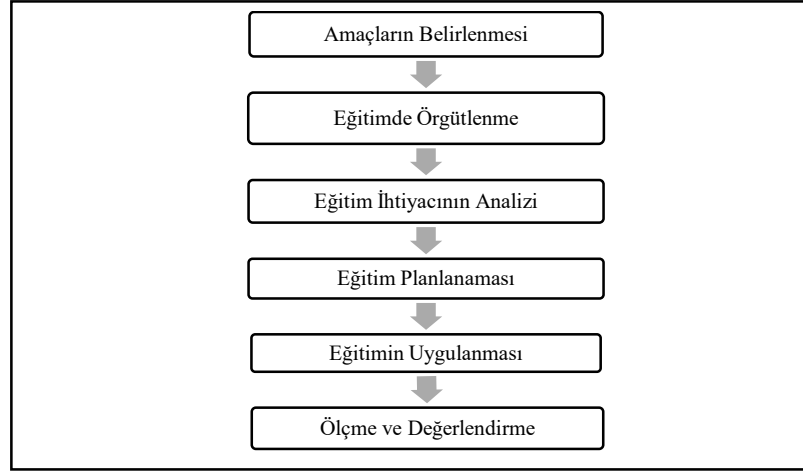 Amaçların Belirlenmesi
Eğitimde Örgütlenme
Eğitim İhtiyacının Analizi
Eğitim Planlanaması
Eğitimin Uygulanması
Ölçme ve Değerlendirme